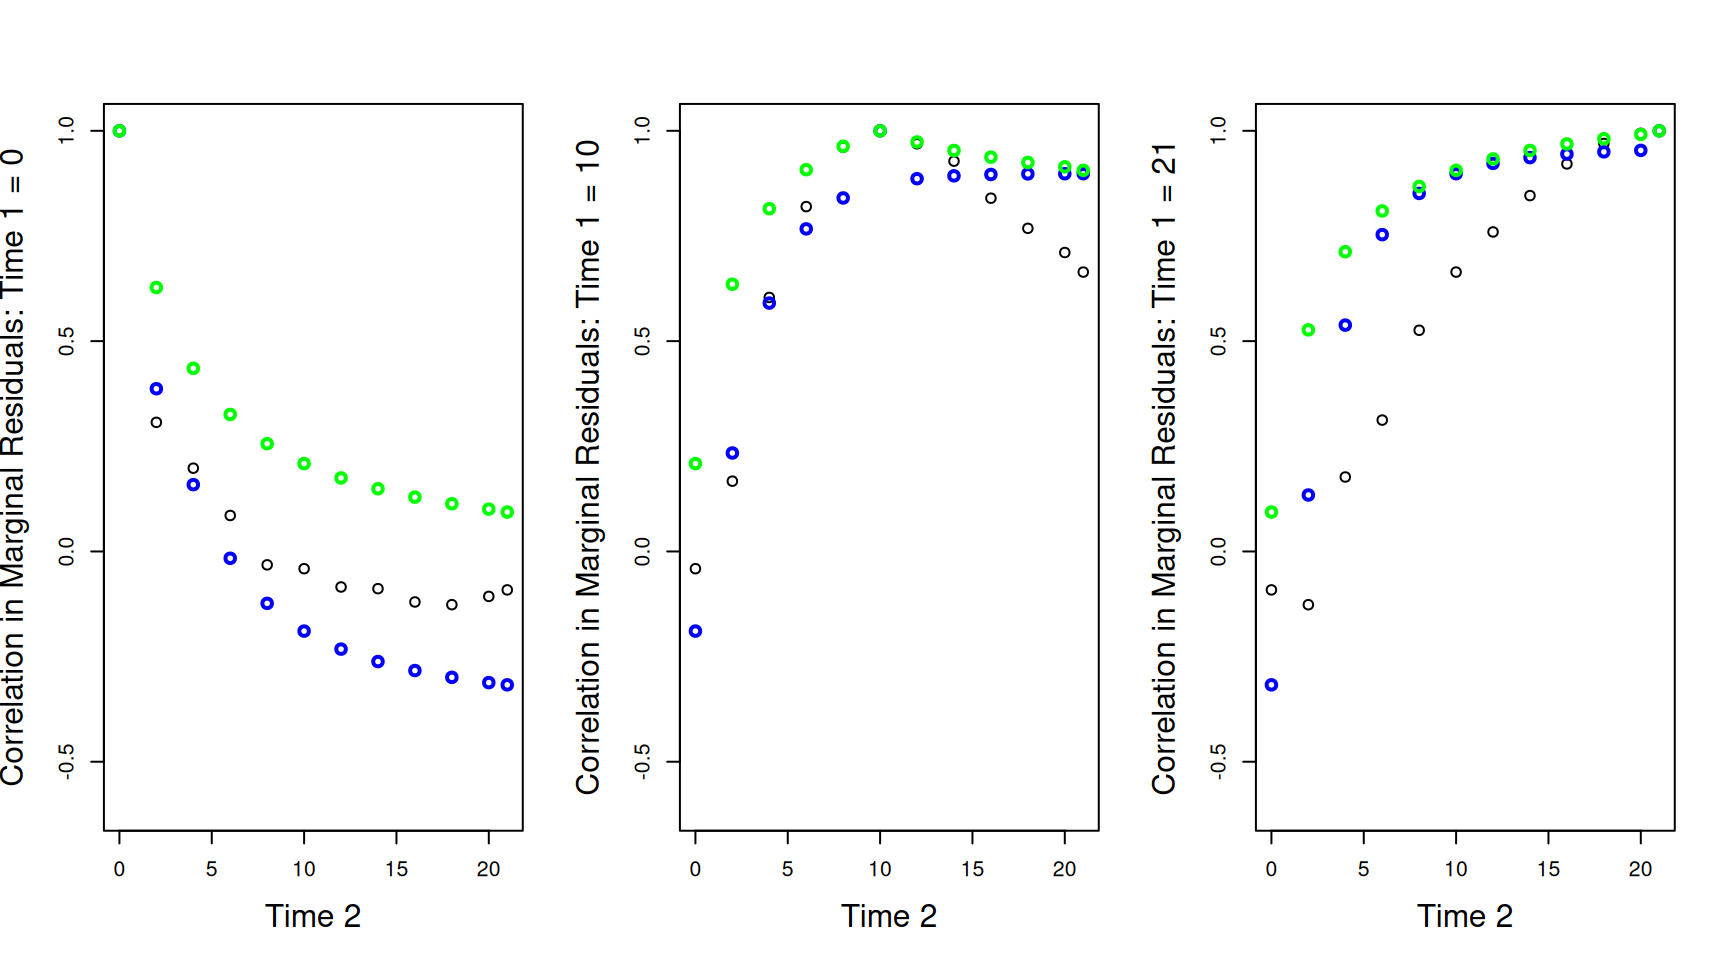 Correlation in Marginal Residuals: Time 1 = 0
1.0
0.5
0.0
-0.5
0 5 10 15 20
Time 2
Correlation in Marginal Residuals: Time 1 = 10
1.0
0.5
0.0
-0.5
0 5 10 15 20
Time 2
Correlation in Marginal Residuals: Time 1 = 21
1.0
0.5
0.0
-0.5
0 5 10 15 20
Time 2